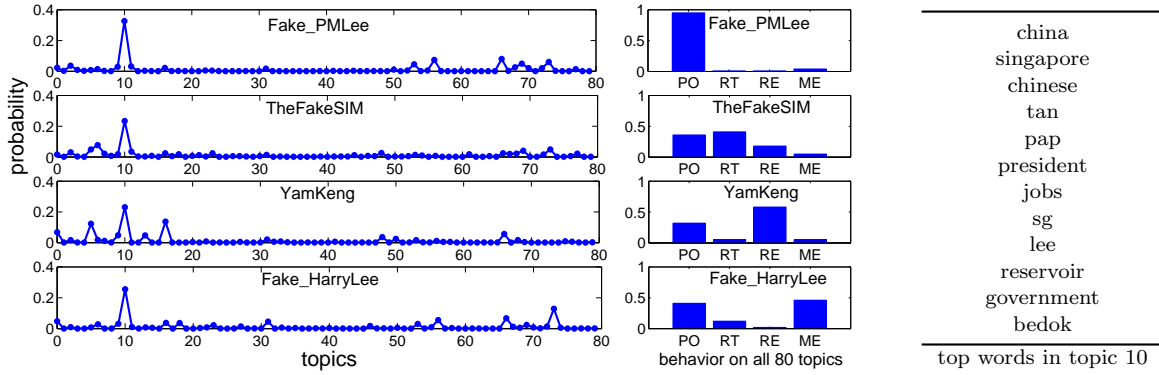 probability
Fake_PMLee
0.4
0.2
0
0 10 20 30 40 50 60 70 80
TheFakeSIM
0.4
0.2
0
0 10 20 30 40 50 60 70 80
YamKeng
0.4
0.2
0
0 10 20 30 40 50 60 70 80
Fake_HarryLee
0.4
0.2
0
0 10 20 30 40 50 60 70 80
topics
Fake_PMLee
1
0.5
0
PO RT RE ME
TheFakeSIM
1
0.5
0
PO RT RE ME
YamKeng
1
0.5
0
PO RT RE ME
Fake_HarryLee
1
0.5
0
PO RT RE ME
behavior on all 80 topics
china
singapore
chinese
tan
pap
president
jobs
sg
lee
reservoir
government
bedok
top words in topic 10